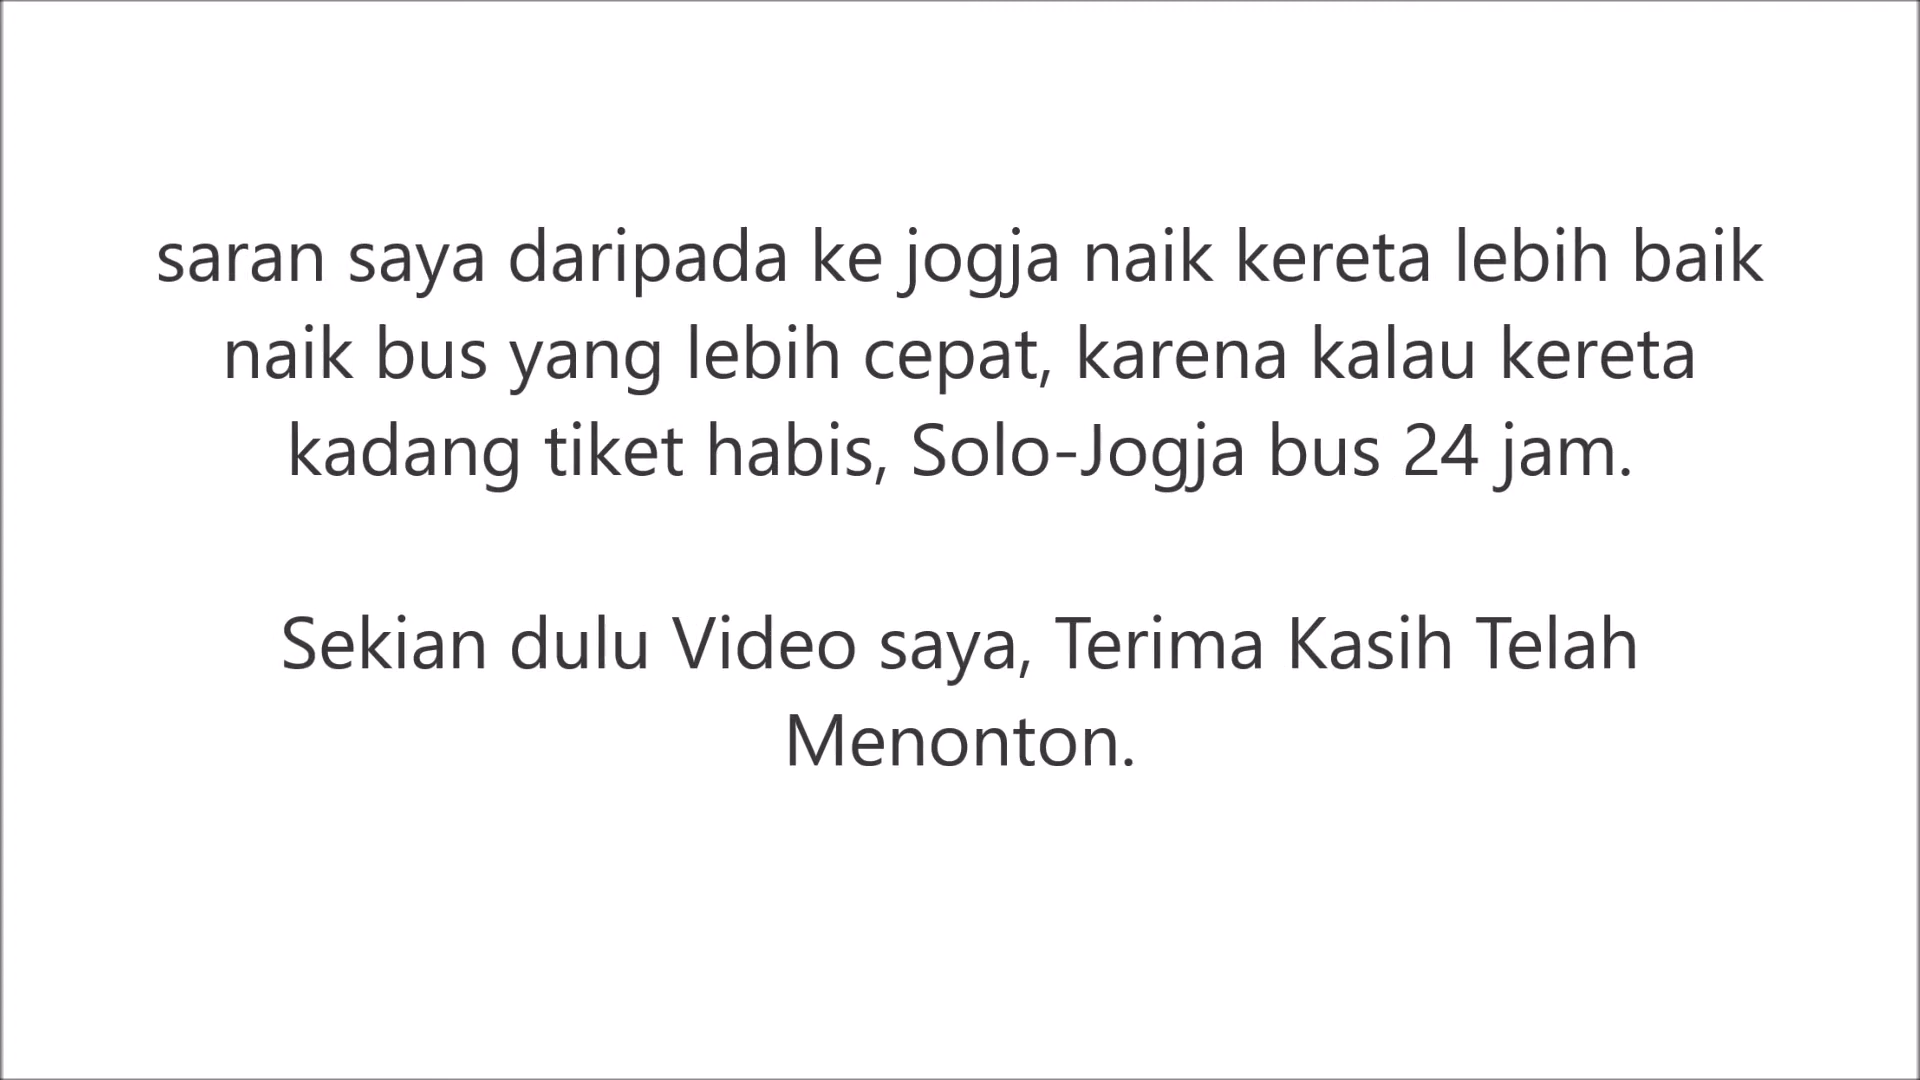 saran saya daripada ke jogja naik kereta lebih baik
naik bus yang lebih cepat, karena kalau kereta
kadang tiket habis, Solo-Jogja bus 24 jam.
Sekian dulu Video saya, Terima Kasih Telah
Menonton.